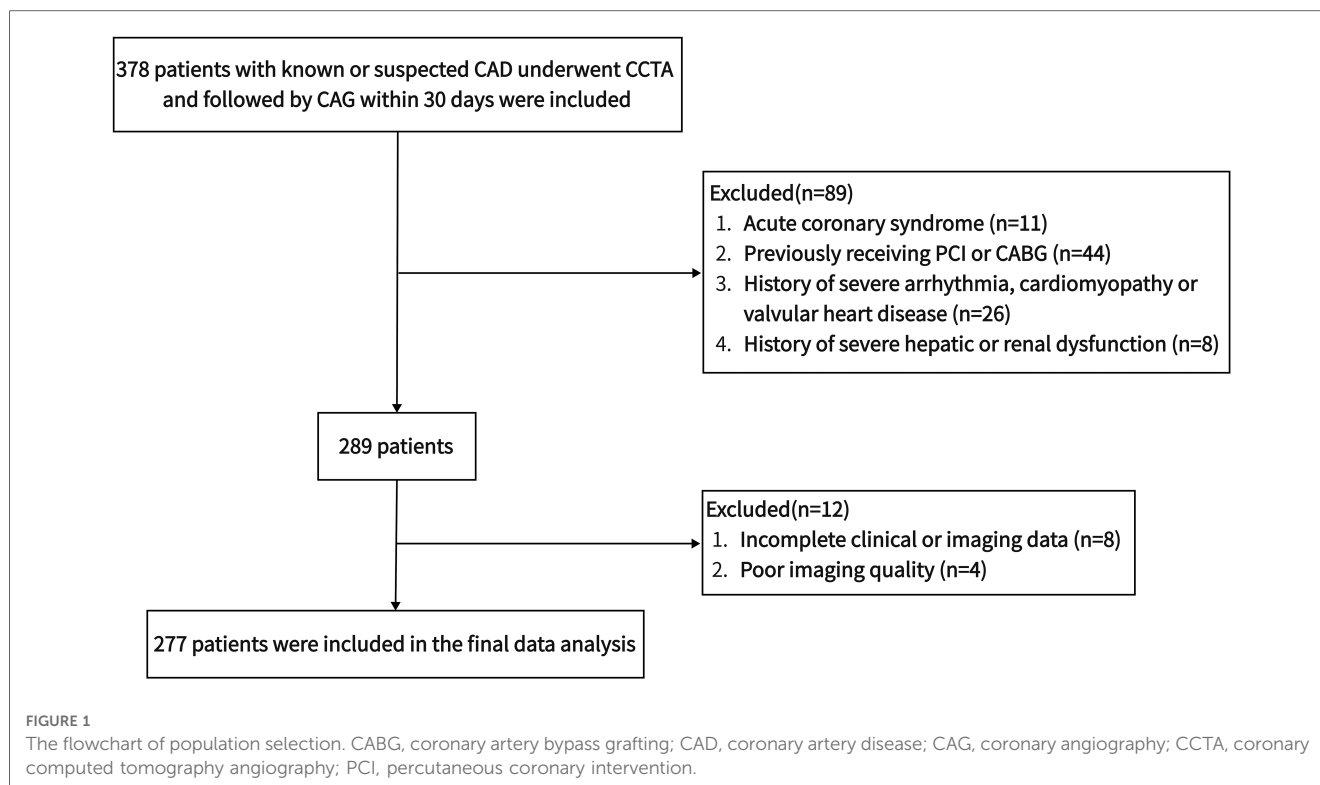 378 patients with known or suspected CAD underwent CCTA
and followed by CAG within 30 days were included
Excluded(n=89)
1. Acute coronary syndrome (n=11)
2. Previously receiving PCI or CABG (n=44)
3. History of severe arrhythmia, cardiomyopathy or
valvular heart disease (n=26)
4. History of severe hepatic or renal dysfunction (n=8)
289 patients
Excluded(n=12)
1. Incomplete clinical or imaging data (n=8)
2. Poor imaging quality (n=4)
277 patients were included in the final data analysis
FIGURE 1
The flowchart of population selection. CABG, coronary artery bypass grafting; CAD, coronary artery disease; CAG, coronary angiography; CCTA, coronary
computed tomography angiography; PCI, percutaneous coronary intervention.